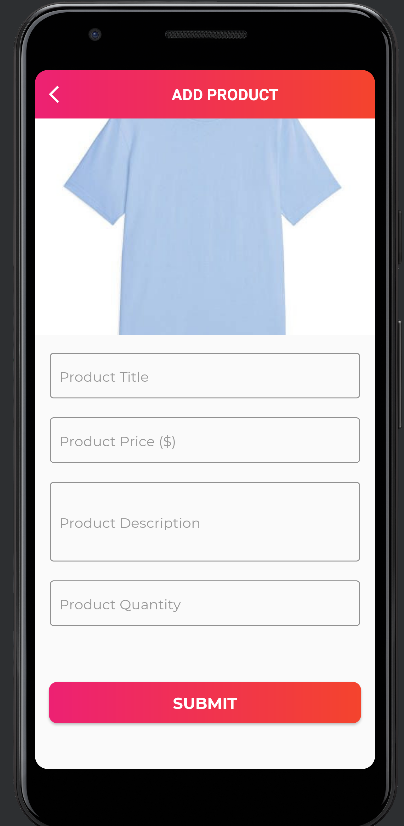 ADD PRODUCT
Product Title
Product Price ($)
Product Description
Product Quantity
SUBMIT